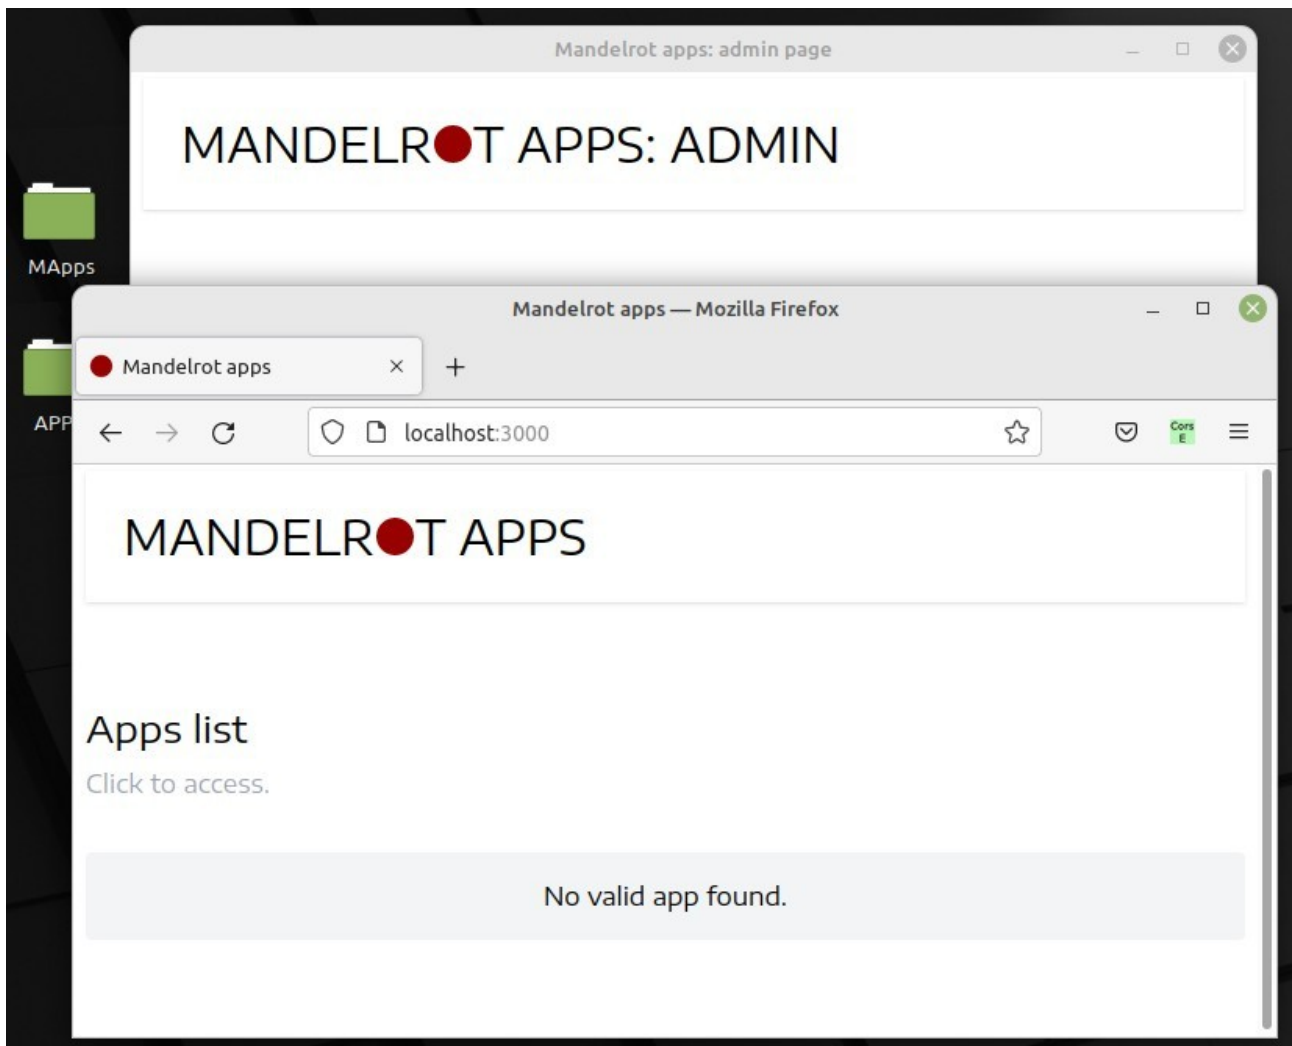 Mandelrot apps: admin page
MANDELR T APPS: ADMIN
MApps
Mandelrot apps — Mozilla Firefox
Mandelrot apps
APP
localhost:3000
Cors
E
MANDELR T APPS
Apps list
Click to access.
No valid app found.